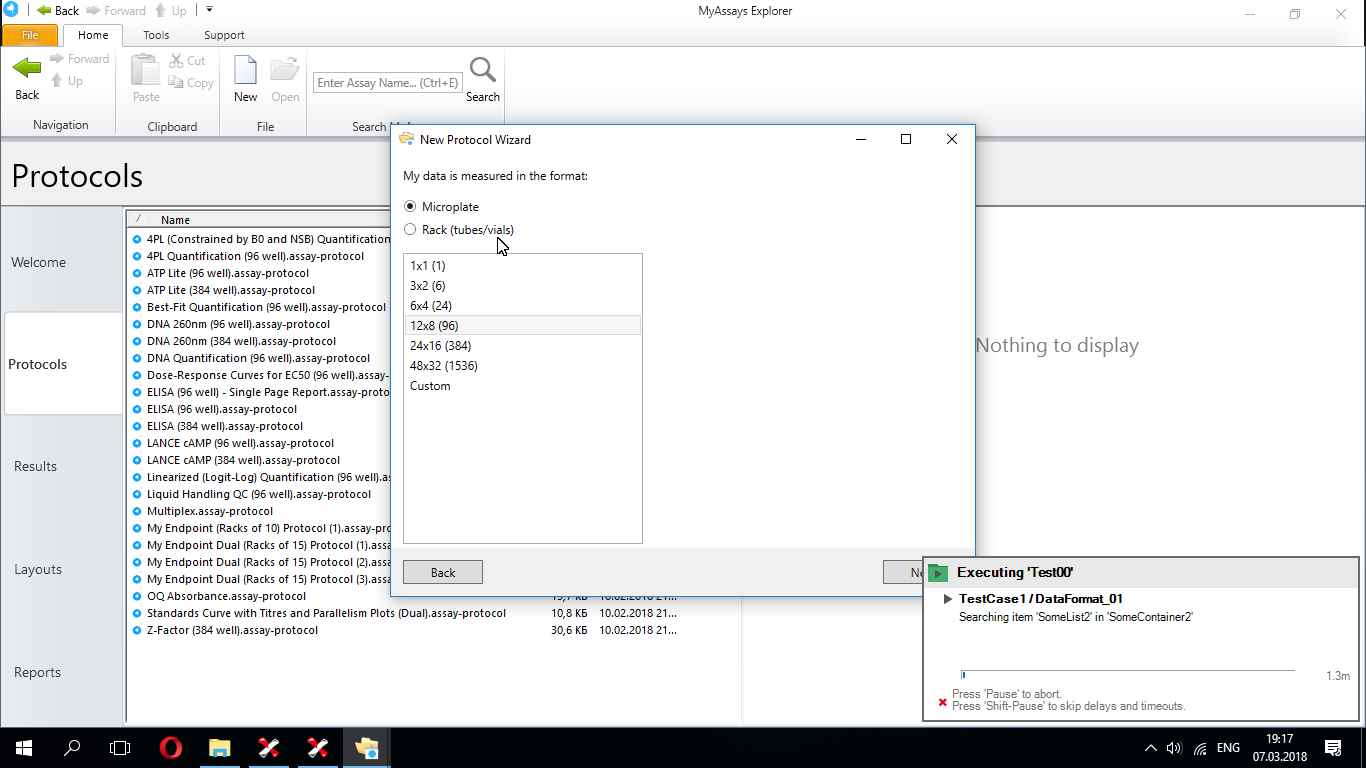 Back Forward Up
MyAssays Explorer
File Home Tools Support
Back
Forward
Up
Navigation
Paste
Cut
Copy
Clipboard
New
Open
File
Enter Assay Name... (Ctrl+E)
Search
Search
Protocols
Welcome
Protocols
Results
Layouts
Reports
Name
4PL (Constrained by B0 and NSB) Quantification
4PL Quantification (96 well).assay-protocol
ATP Lite (96 well).assay-protocol
ATP Lite (384 well).assay-protocol
Best-Fit Quantification (96 well).assay-protocol
DNA 260nm (96 well).assay-protocol
DNA 260nm (384 well).assay-protocol
DNA Quantification (96 well).assay-protocol
Dose-Response Curves for EC50 (96 well).assay-
ELISA (96 well) - Single Page Report.assay-proto
ELISA (96 well).assay-protocol
ELISA (384 well).assay-protocol
LANCE cAMP (96 well).assay-protocol
LANCE cAMP (384 well).assay-protocol
Linearized (Logit-Log) Quantification (96 well).as
Liquid Handling QC (96 well).assay-protocol
Multiplex.assay-protocol
My Endpoint (Racks of 10) Protocol (1).assay-pro
My Endpoint Dual (Racks of 15) Protocol (1).assa
My Endpoint Dual (Racks of 15) Protocol (2).assa
My Endpoint Dual (Racks of 15) Protocol (3).assa
OQ Absorbance.assay-protocol 19,7 КБ 10.02.2018 21...
Standards Curve with Titres and Parallelism Plots (Dual).assay-protocol 10,8 КБ 10.02.2018 21...
Z-Factor (384 well).assay-protocol 30,6 КБ 10.02.2018 21...
Nothing to display
New Protocol Wizard
My data is measured in the format:
Microplate
Rack (tubes/vials)
1x1 (1)
3x2 (6)
6x4 (24)
12x8 (96)
24x16 (384)
48x32 (1536)
Custom
Back
Ne
Executing 'Test00'
TestCase1 / DataFormat_01
Searching item 'SomeList2' in 'SomeContainer2'
1.3m
Press 'Pause' to abort.
Press 'Shift-Pause' to skip delays and timeouts.
ENG
19:17
07.03.2018